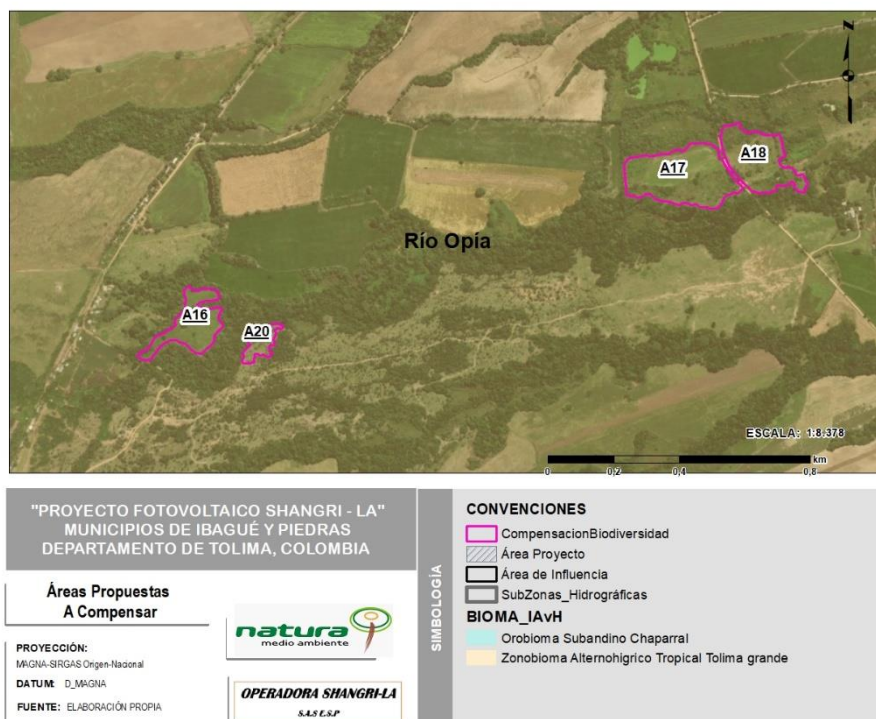 Z
A17
A18
Río Opía
A16
A20
ESCALA: 1:8.378
km
0 0,2 0,4 0,8
"PROYECTO FOTOVOLTAICO SHANGRI - LA"
MUNICIPIOS DE IBAGUÉ Y PIEDRAS
DEPARTAMENTO DE TOLIMA, COLOMBIA
Áreas Propuestas
A Compensar
PROYECCIÓN:
MAGNA-SIRGAS Origen-Nacional
DATUM: D_MAGNA
FUENTE: ELABORACIÓN PROPIA
natura
medio ambiente
OPERADORA SHANGRI-LA
S.A.S E.S.P
SIMBOLOGÍA
CONVENCIONES
CompensacionBiodiversidad
Área Proyecto
Área de Influencia
SubZonas_Hidrográficas
BIOMA_IAvH
Orobioma Subandino Chaparral
Zonobioma Alternohigrico Tropical Tolima grande